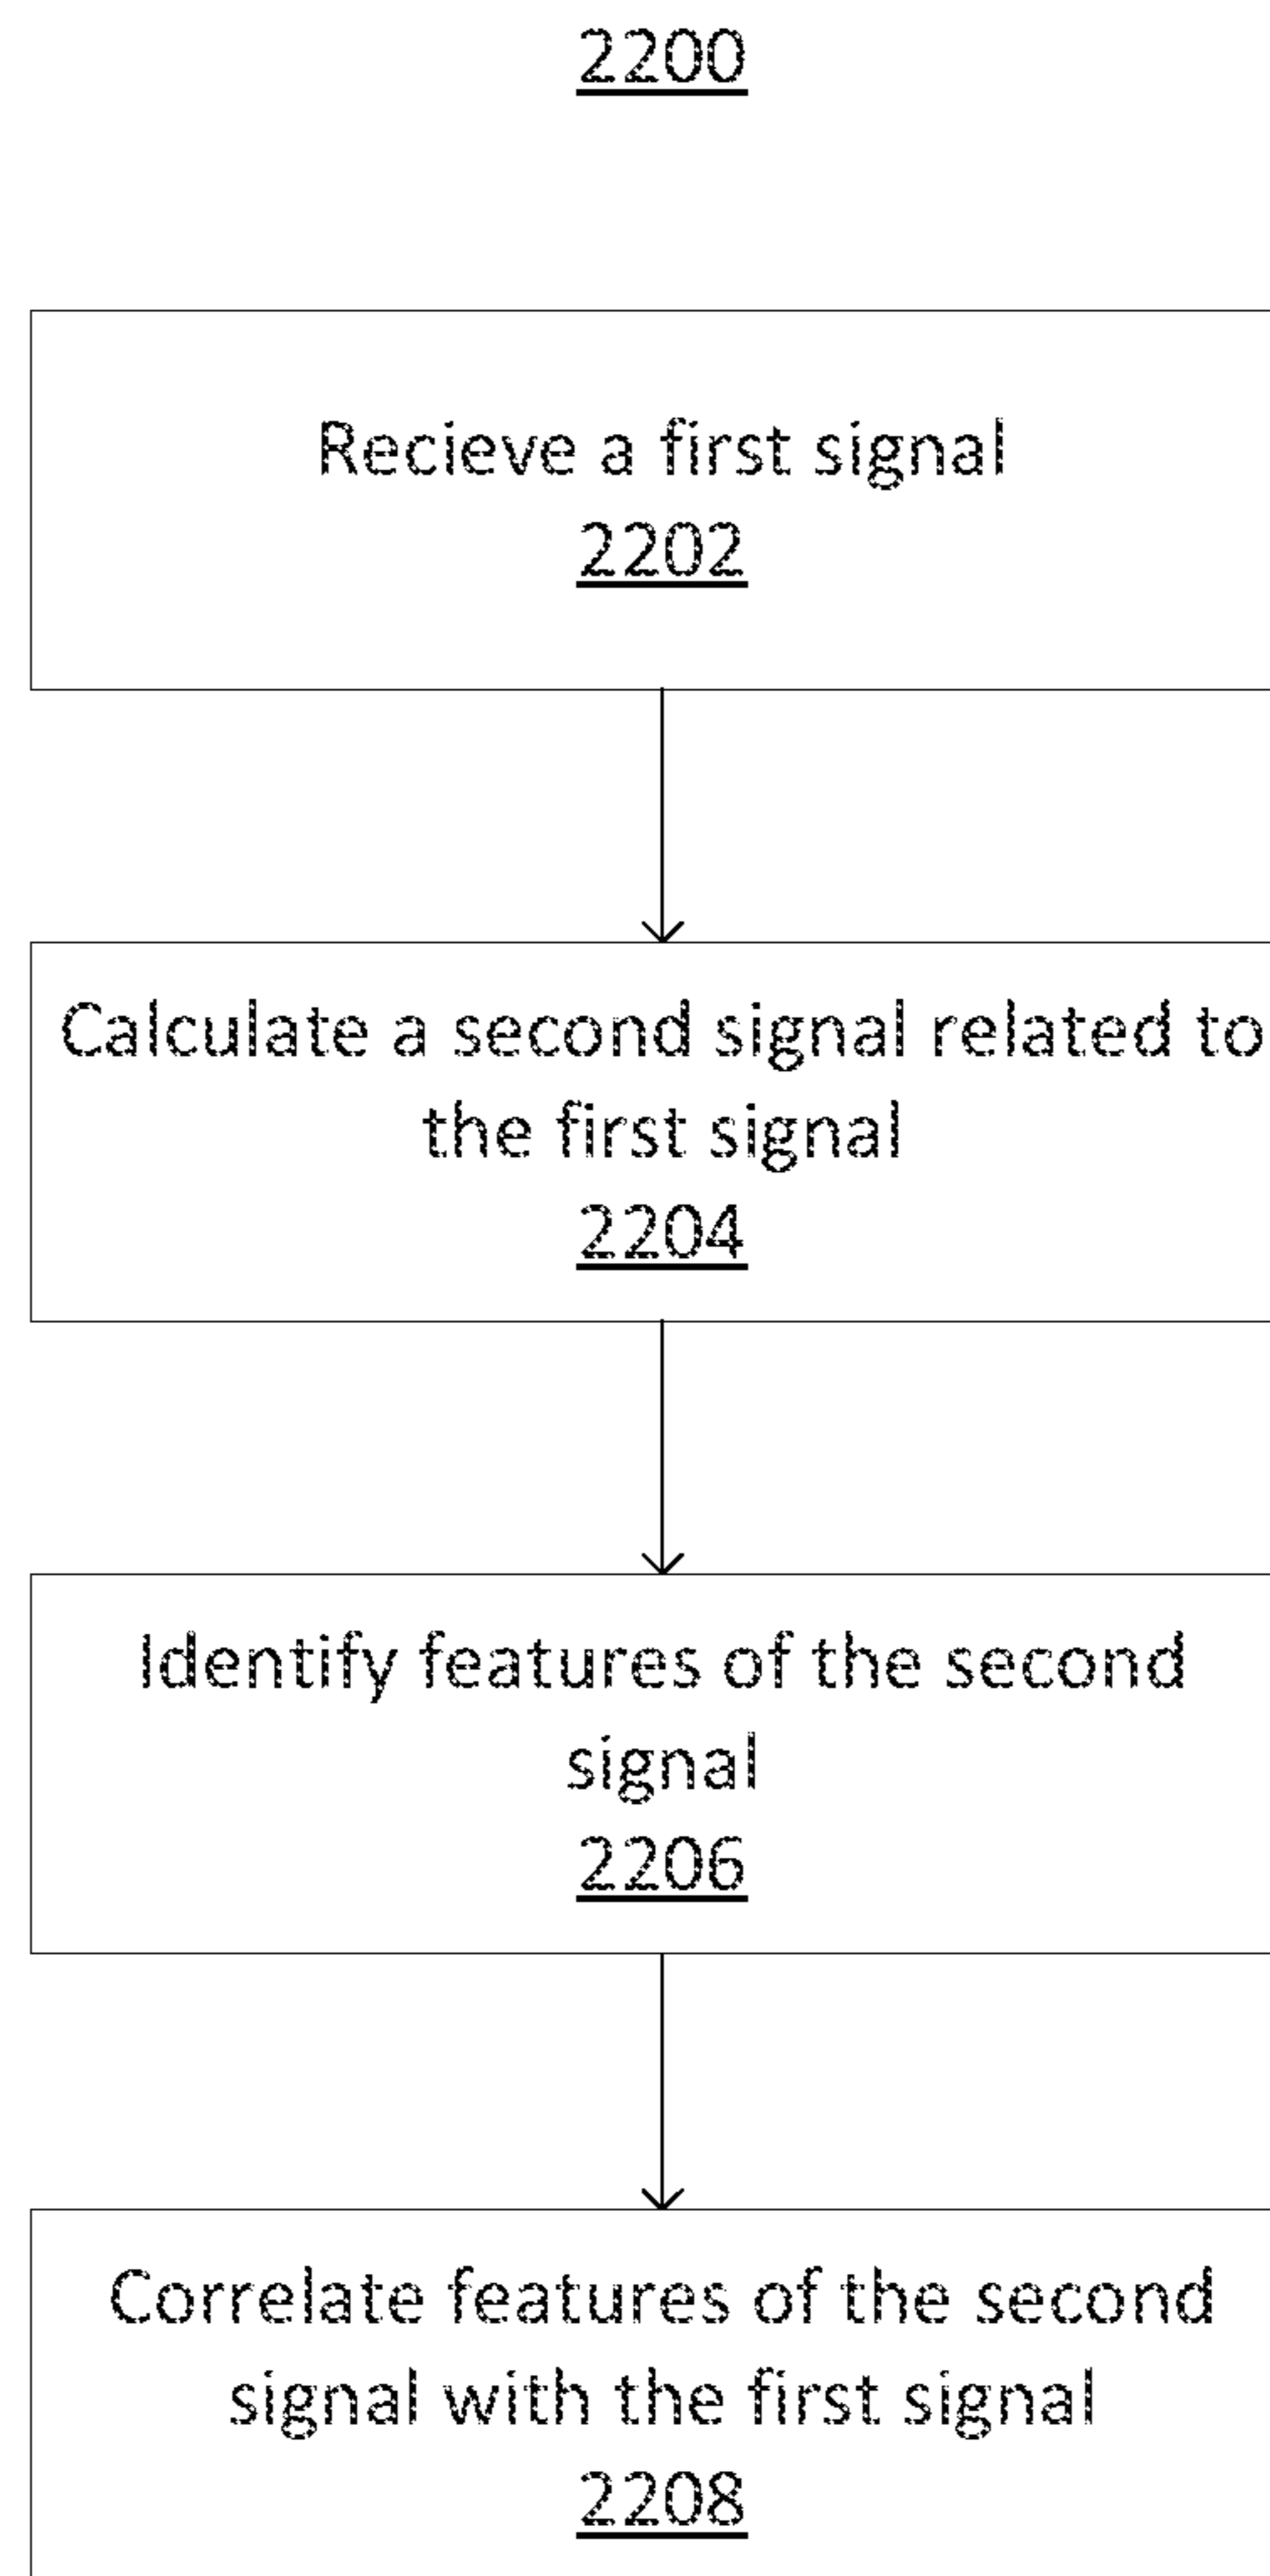 2200
Recieve a first signal
2202
Calculate a second signal related to
the first signal
2204
Identify features of the second
signal
2206
Correlate features of the second
signal with the first signal
2208